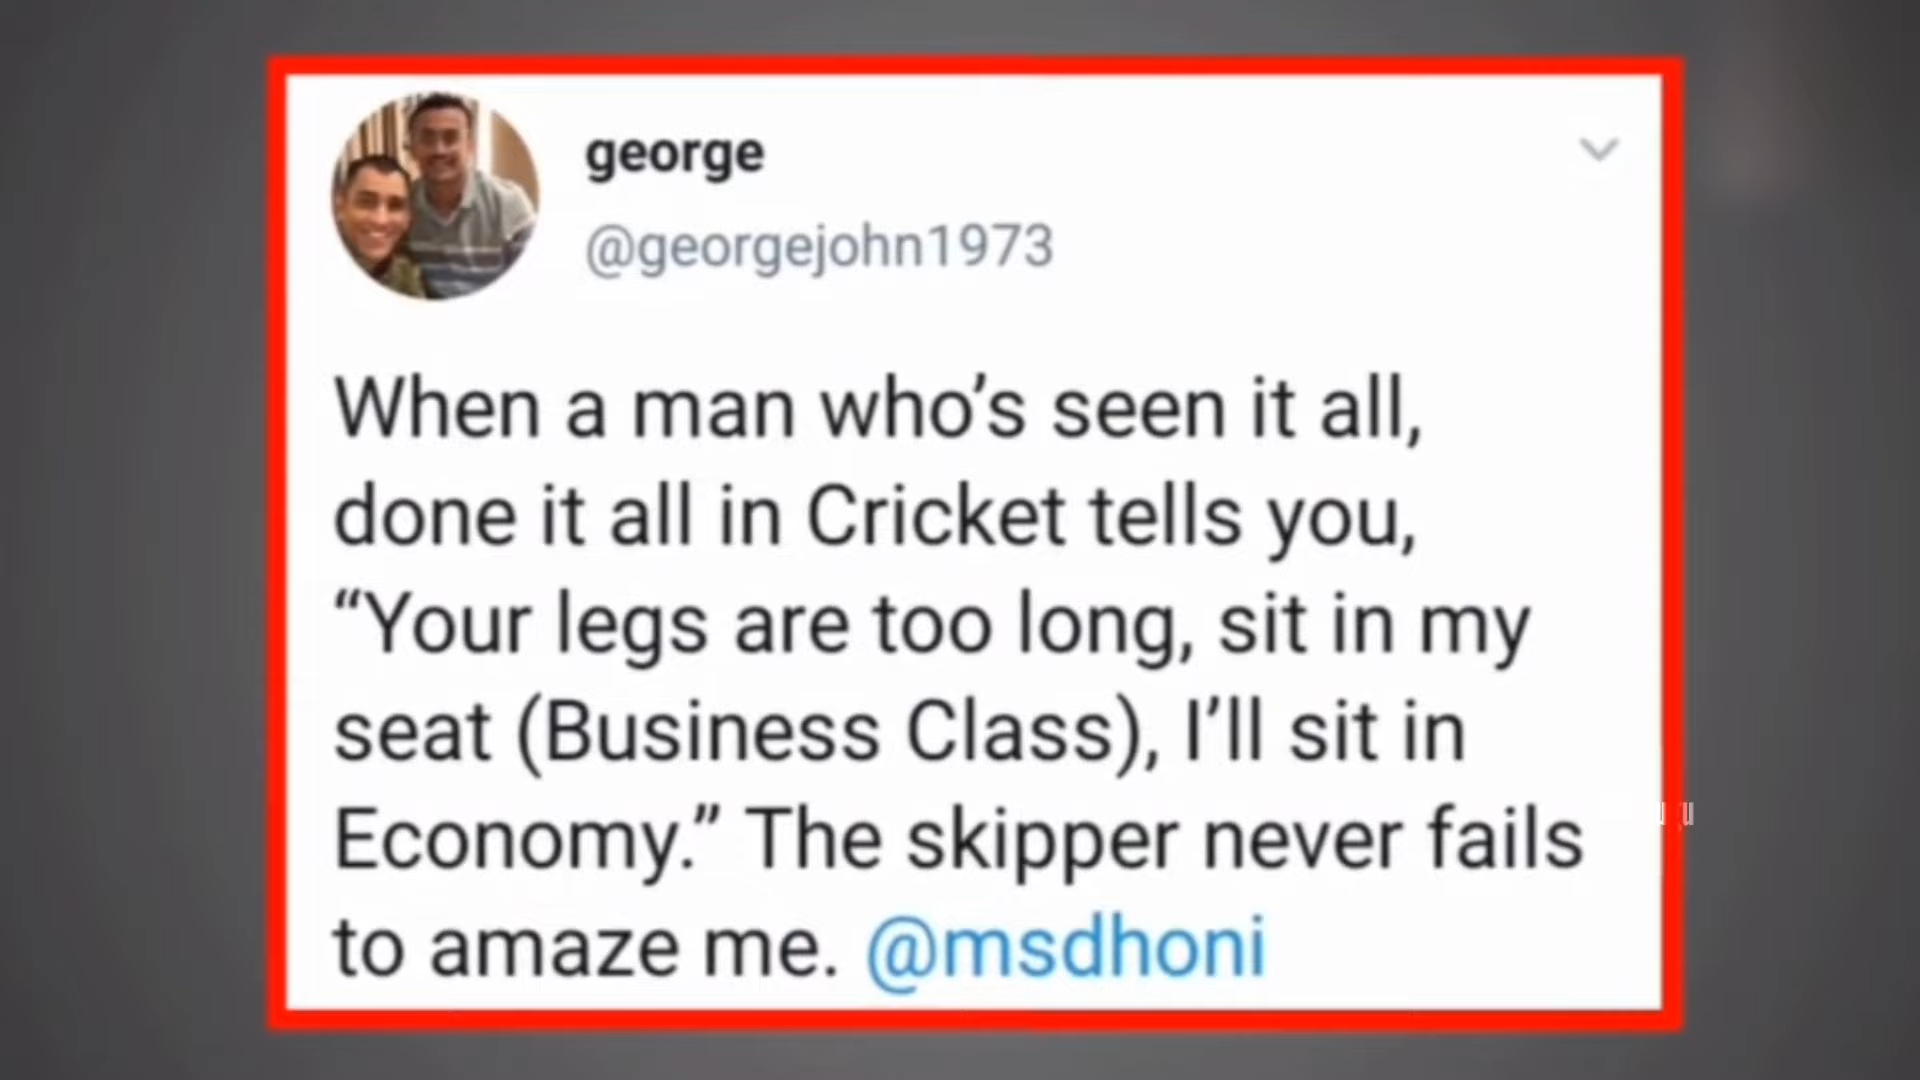 george
@georgejohn1973
When a man who’s seen it all,
done it all in Cricket tells you,
“Your legs are too long, sit in my
seat (Business Class), I’ll sit in
Economy.” The skipper never fails
to amaze me. @msdhoni